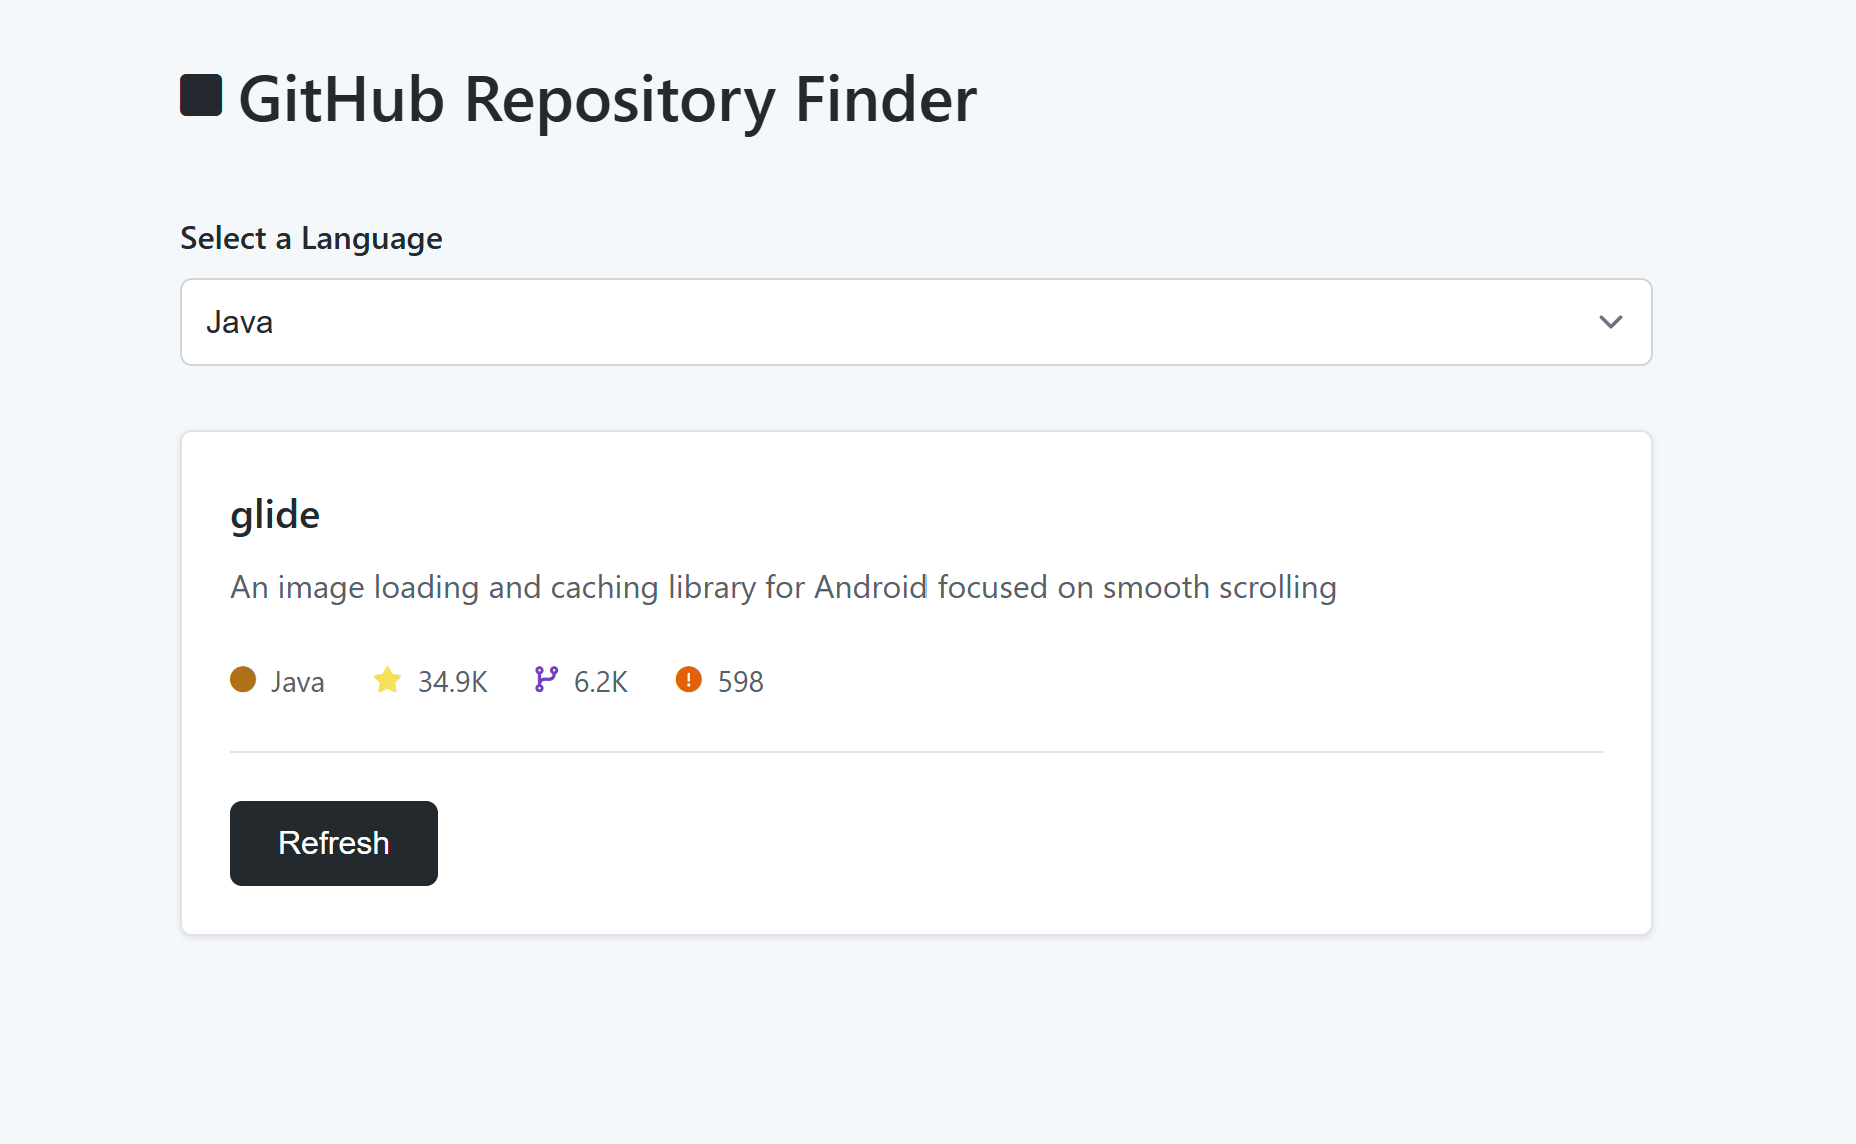 GitHub Repository Finder
Select a Language
Java
glide
An image loading and caching library for Android focused on smooth scrolling
Java 34.9K 6.2K 598
Refresh